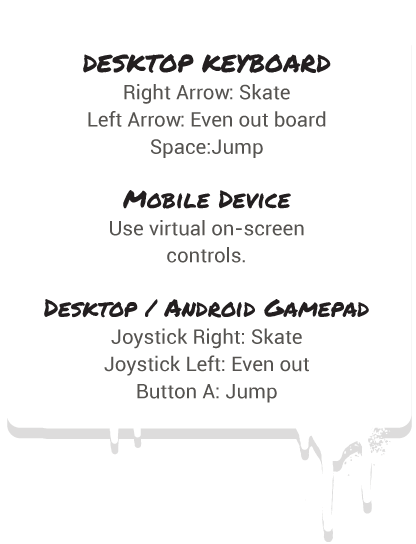 DESKTOP KEYBOARD
Right Arrow: Skate
Left Arrow: Even out board
Space:Jump
MOBILE DEVICE
Use virtual on-screen
controls.
DESKTOP / ANDROID GAMEPAD
Joystick Right: Skate
Joystick Left: Even out
Button A: Jump